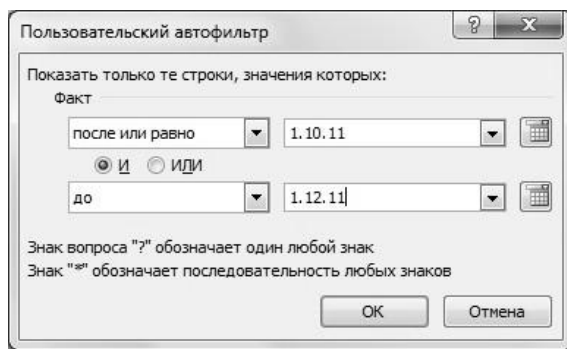 Пользовательский автофильтр
Показать только те строки, значения которых:
Факт
после или равно 1.10.11
И ИЛИ
до 1.12.11
Знак вопроса "?" обозначает один любой знак
Знак "*" обозначает последовательность любых знаков
ОК Отмена